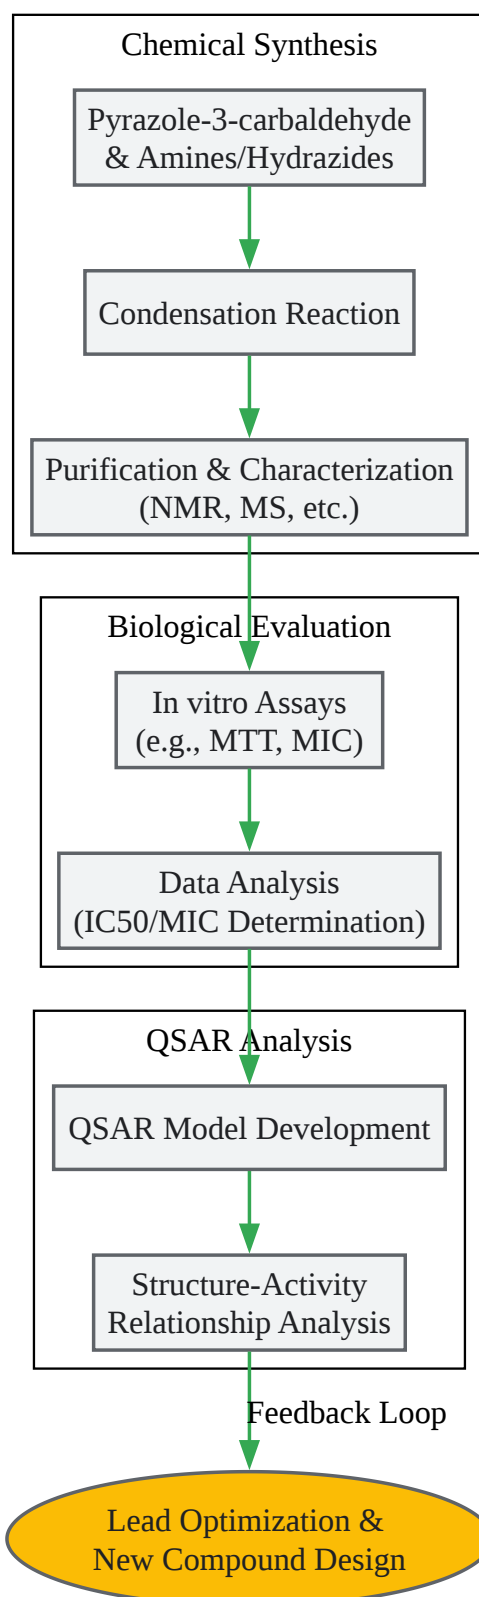 Chemical Synthesis
Pyrazole-3-carbaldehyde
& Amines/Hydrazides
Condensation Reaction
Purification & Characterization
(NMR, MS, etc.)
Biological Evaluation
In vitro Assays
(e.g., MTT, MIC)
Data Analysis
(IC50/MIC Determination)
QSAR Analysis
QSAR Model Development
Structure-Activity
Relationship Analysis
Feedback Loop
Lead Optimization &
New Compound Design